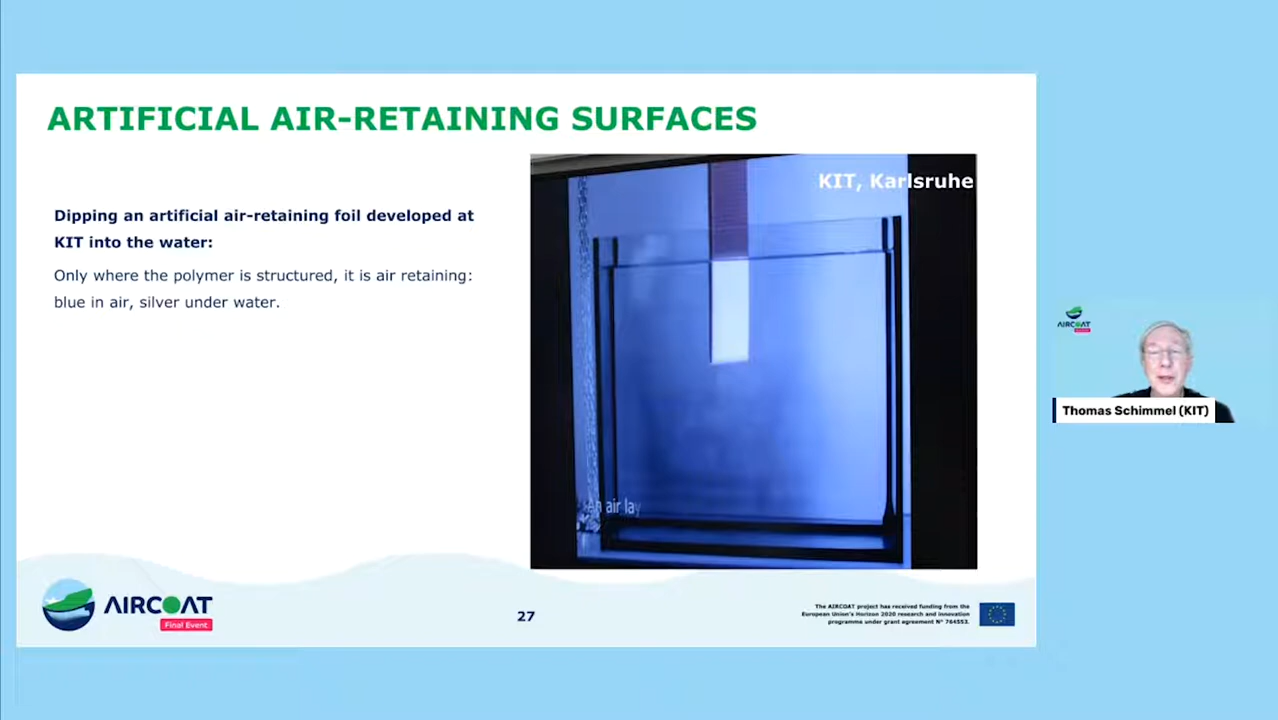 ARTIFICIAL AIR-RETAINING SURFACES
KIT, Karlsruhe
Dipping an artificial air-retaining foil developed at
KIT into the water:
Only where the polymer is structured, it is air retaining:
blue in air, silver under water.
An air lay
AIRCOAT
Final Event
27
The AIRCOAT project has received funding from the
European Union's Horizon 2020 research and innovation
programme under grant agreement N° 764553.
AIRCOAT
Thomas Schimmel (KIT)